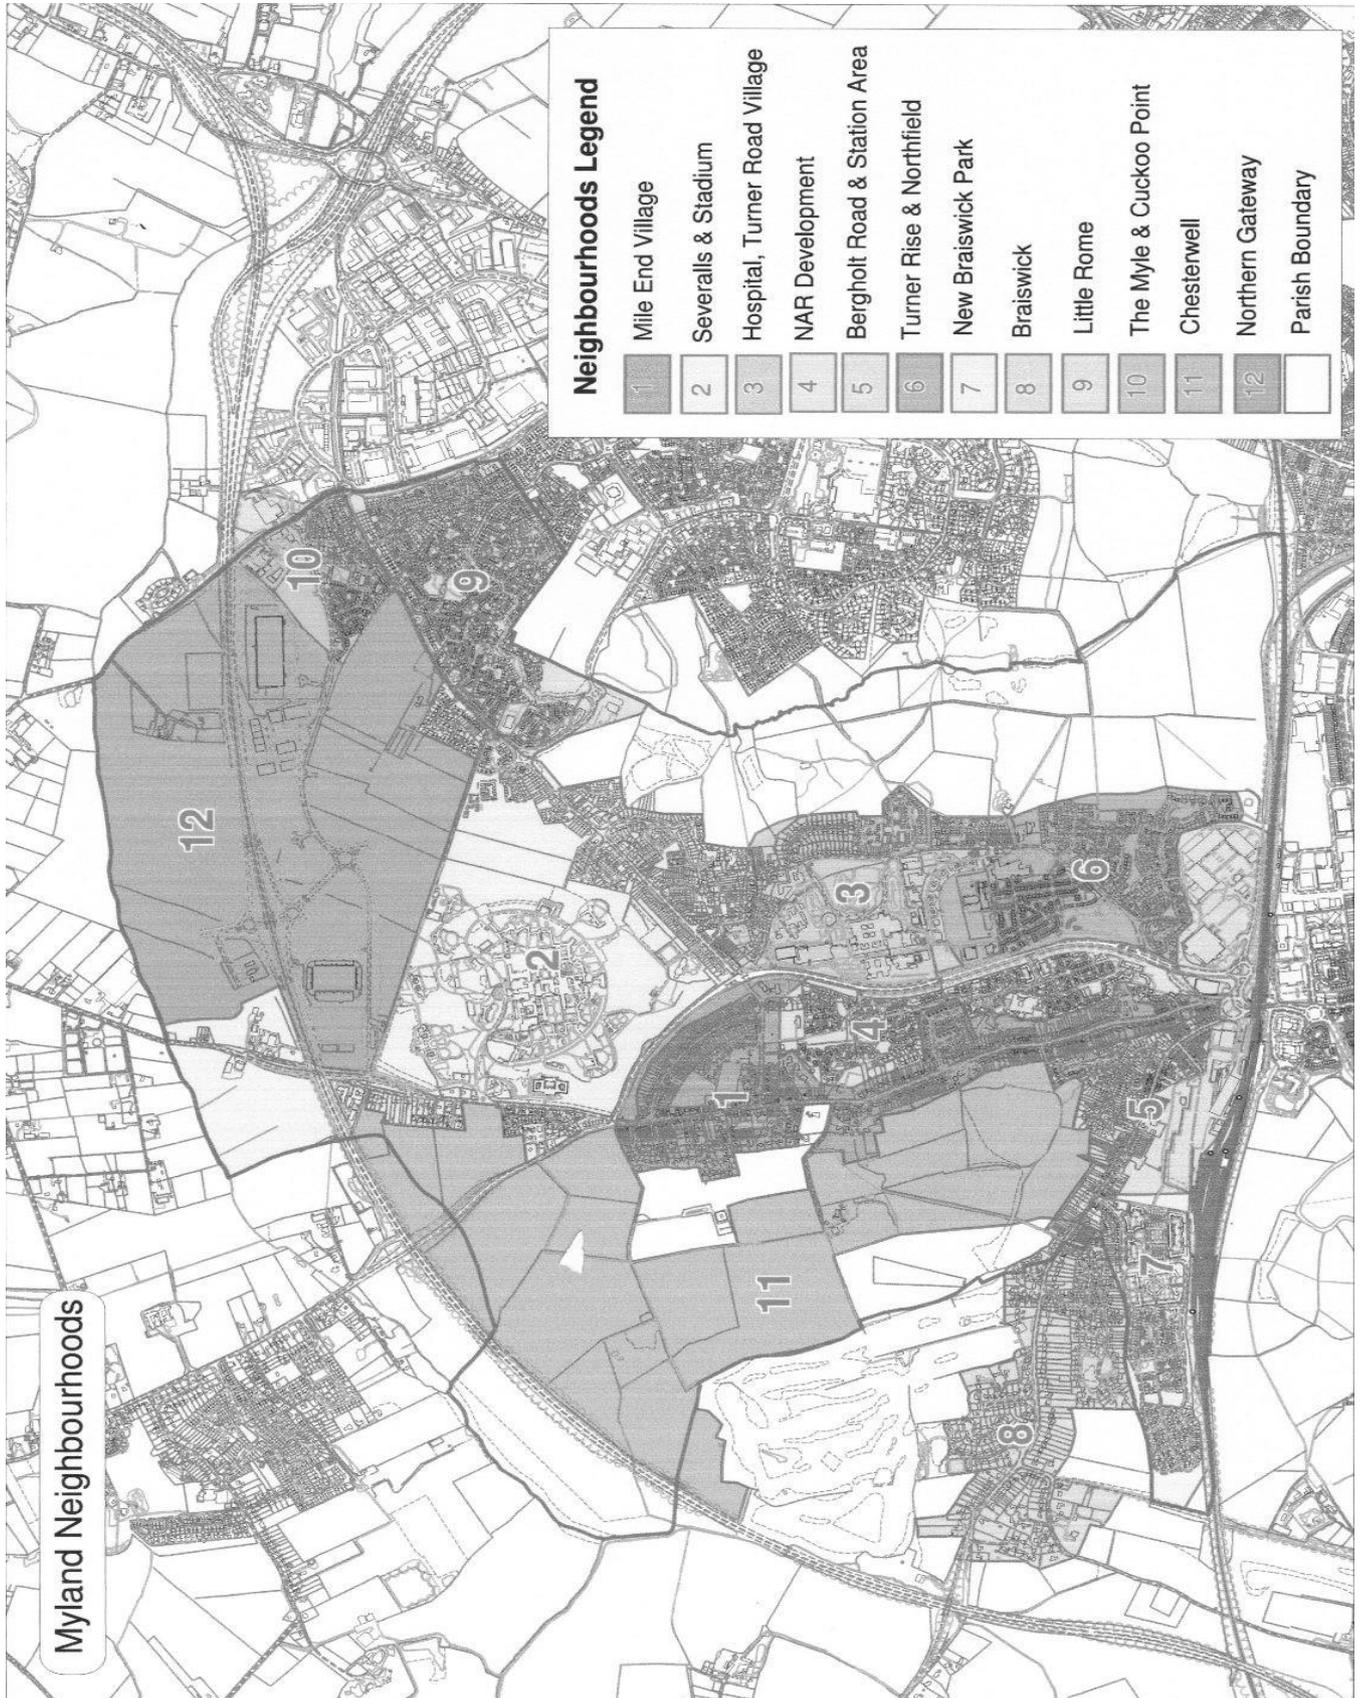 Myland Neighbourhoods
Neighbourhoods Legend
1 Mile End Village
2 Severalls & Stadium
3 Hospital, Turner Road Village
4 NAR Development
5 Bergholt Road & Station Area
6 Turner Rise & Northfield
7 New Braiswick Park
8 Braiswick
9 Little Rome
10 The Myle & Cuckoo Point
11 Chesterwell
12 Northern Gateway
Parish Boundary
12
10
9
2
3
6
1
4
5
11
7
8